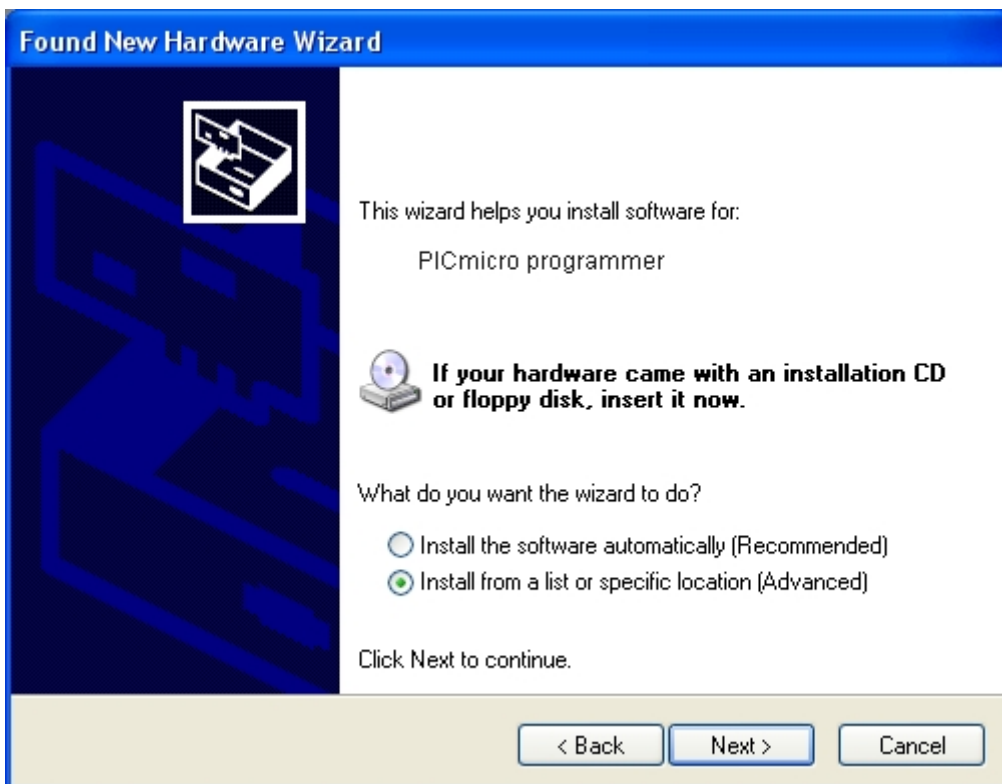 Found New Hardware Wizard
This wizard helps you install software for:
PICmicro programmer
If your hardware came with an installation CD
or floppy disk, insert it now.
What do you want the wizard to do?
Install the software automatically (Recommended)
Install from a list or specific location (Advanced)
Click Next to continue.
< Back
Next >
Cancel